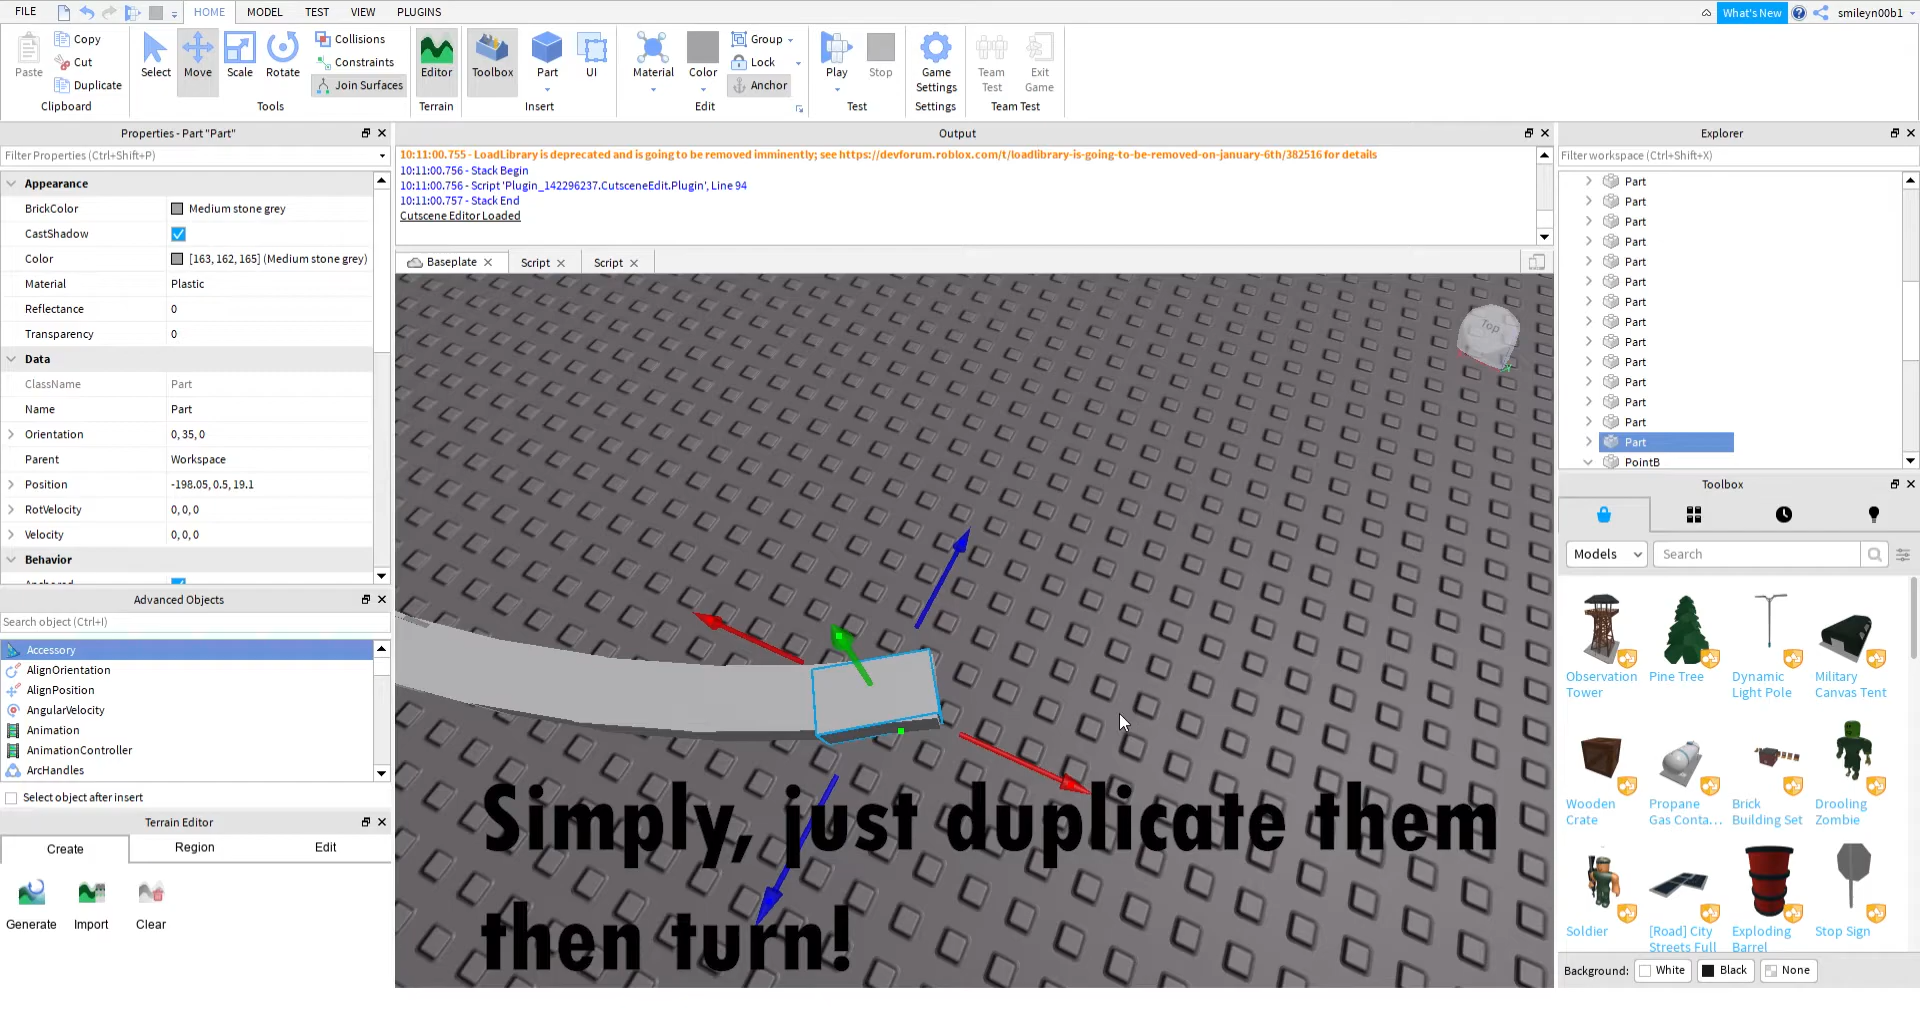 FILE
HOME
MODEL
TEST
VIEW
PLUGINS
What's New
smileyn00b1
Paste
Copy
Cut
Duplicate
Clipboard
Select
Move
Scale
Rotate
Collisions
Constraints
Join Surfaces
Tools
Editor
Terrain
Toolbox
Part
UI
Insert
Material
Color
Group
Lock
Anchor
Edit
Play
Stop
Test
Game
Settings
Settings
Team
Test
Exit
Game
Team Test
Properties - Part "Part"
Filter Properties (Ctrl+Shift+P)
Appearance
BrickColor Medium stone grey
CastShadow
Color [163, 162, 165] (Medium stone grey)
Material Plastic
Reflectance 0
Transparency 0
Data
ClassName Part
Name Part
Orientation 0, 35, 0
Parent Workspace
Position -198.05, 0.5, 19.1
RotVelocity 0, 0, 0
Velocity 0, 0, 0
Behavior
Anchored
Advanced Objects
Search object (Ctrl+I)
Accessory
AlignOrientation
AlignPosition
AngularVelocity
Animation
AnimationController
ArcHandles
Select object after insert
Terrain Editor
Create
Region
Edit
Generate
Import
Clear
Output
10:11:00.755 - LoadLibrary is deprecated and is going to be removed imminently; see https://devforum.roblox.com/t/loadlibrary-is-going-to-be-removed-on-january-6th/382516 for details
10:11:00.756 - Stack Begin
10:11:00.756 - Script 'Plugin_142296237.CutsceneEdit.Plugin', Line 94
10:11:00.757 - Stack End
Cutscene Editor Loaded
Baseplate
Script
Script
Top
Simply, just duplicate them
then turn!
Explorer
Filter workspace (Ctrl+Shift+X)
Part
Part
Part
Part
Part
Part
Part
Part
Part
Part
Part
Part
Part
Part
PointB
Toolbox
Models
Search
Observation
Tower
Pine Tree
Dynamic
Light Pole
Military
Canvas Tent
Wooden
Crate
Propane
Gas Conta...
Brick
Building Set
Drooling
Zombie
Soldier
[Road] City
Streets Full
Exploding
Barrel
Stop Sign
Background:
White
Black
None